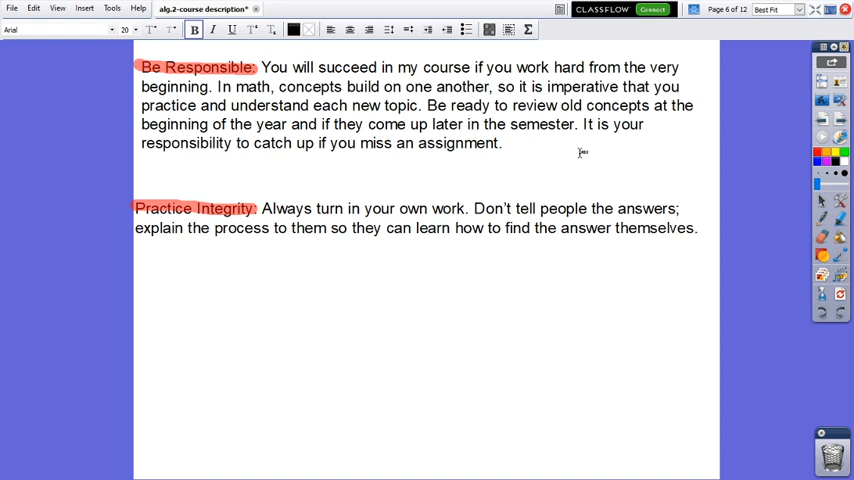 File Edit View Insert Tools Help alg.2-course description* CLASSFLOW Connect Page 6 of 12 Best Fit
Arial 20 B I U
Be Responsible: You will succeed in my course if you work hard from the very
beginning. In math, concepts build on one another, so it is imperative that you
practice and understand each new topic. Be ready to review old concepts at the
beginning of the year and if they come up later in the semester. It is your
responsibility to catch up if you miss an assignment.
Practice Integrity: Always turn in your own work. Don't tell people the answers;
explain the process to them so they can learn how to find the answer themselves.